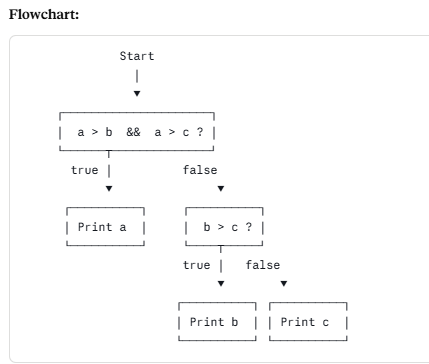 Flowchart:
Start
a > b && a > c ?
true false
Print a b > c ?
true false
Print b Print c